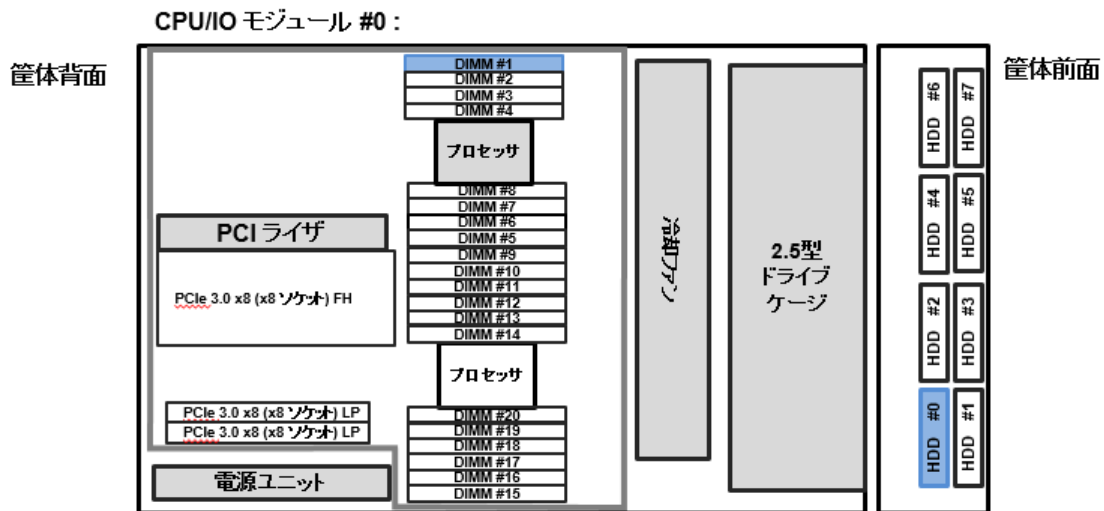 CPU/IO モジュール #0 :
筐体背面
筐体前面
DIMM #1
DIMM #2
DIMM #3
DIMM #4
プロセッサ
DIMM #8
DIMM #7
DIMM #6
DIMM #5
DIMM #9
DIMM #10
DIMM #11
DIMM #12
DIMM #13
DIMM #14
プロセッサ
DIMM #20
DIMM #19
DIMM #18
DIMM #17
DIMM #16
DIMM #15
PCI ライザ
PCIe 3.0 x8 (x8 ソケット) FH
PCIe 3.0 x8 (x8 ソケット) LP
PCIe 3.0 x8 (x8 ソケット) LP
電源ユニット
冷却ファン
2.5型
ドライブ
ケージ
HDD #6
HDD #7
HDD #4
HDD #5
HDD #2
HDD #3
HDD #0
HDD #1